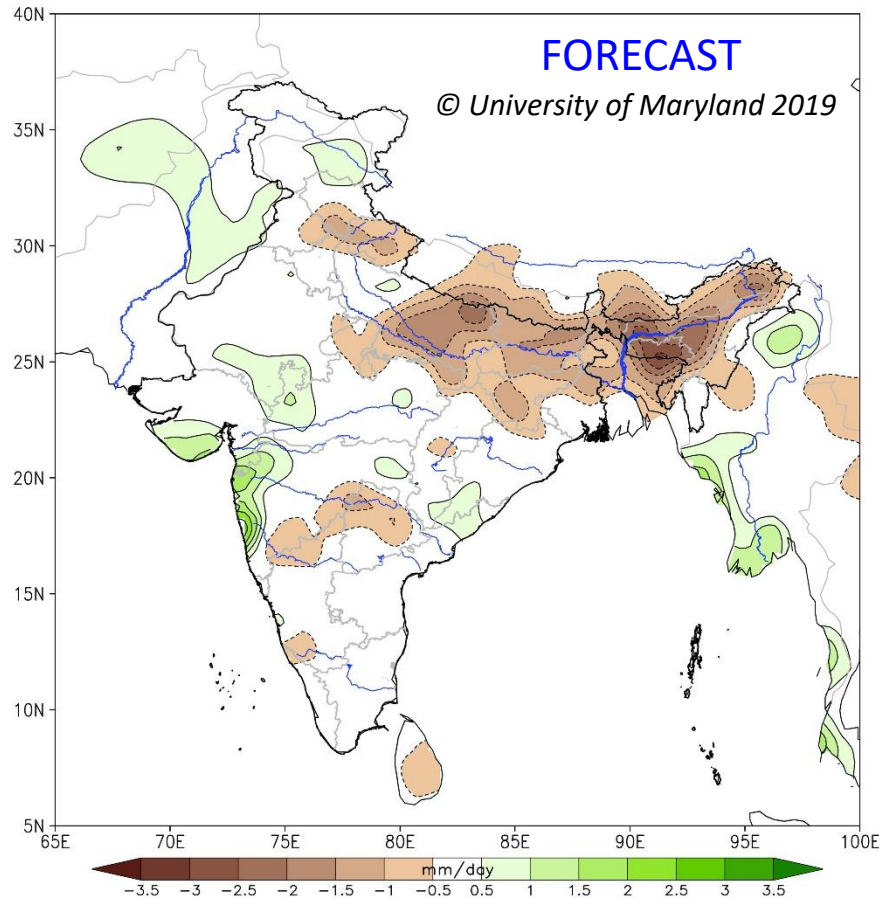 40N
FORECAST
© University of Maryland 2019
35N
30N
25N
20N
15N
10N
5N
65E 70E 75E 80E 85E 90E 95E 100E
mm/day
−3.5 −3 −2.5 −2 −1.5 −1 −0.5 0.5 1 1.5 2 2.5 3 3.5